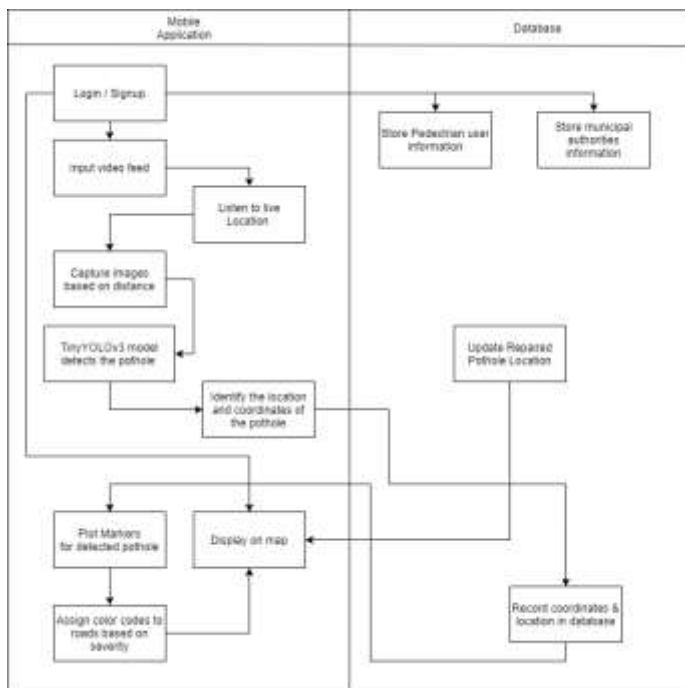 Mobile
Application
Database
Login / Signup
Store Pedestrian user
information
Store municipal
authorities
information
Input video feed
Listen to live
Location
Capture images
based on distance
TinyYOLOv3 model
detects the pothole
Update Repaired
Pothole Location
Identify the location
and coordinates of
the pothole
Plot Markers
for detected pothole
Display on map
Assign color codes to
roads based on
severity
Record coordinates &
location in database